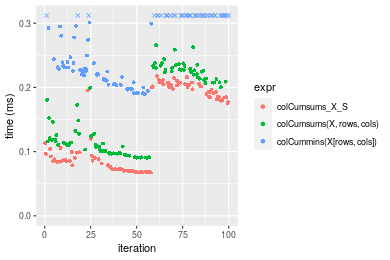 0.3
0.2
0.1
0.0
time (ms)
0
25
50
75
100
iteration
expr
colCumsums_X_S
colCumsums(X, rows, cols)
colCummins(X[rows, cols])